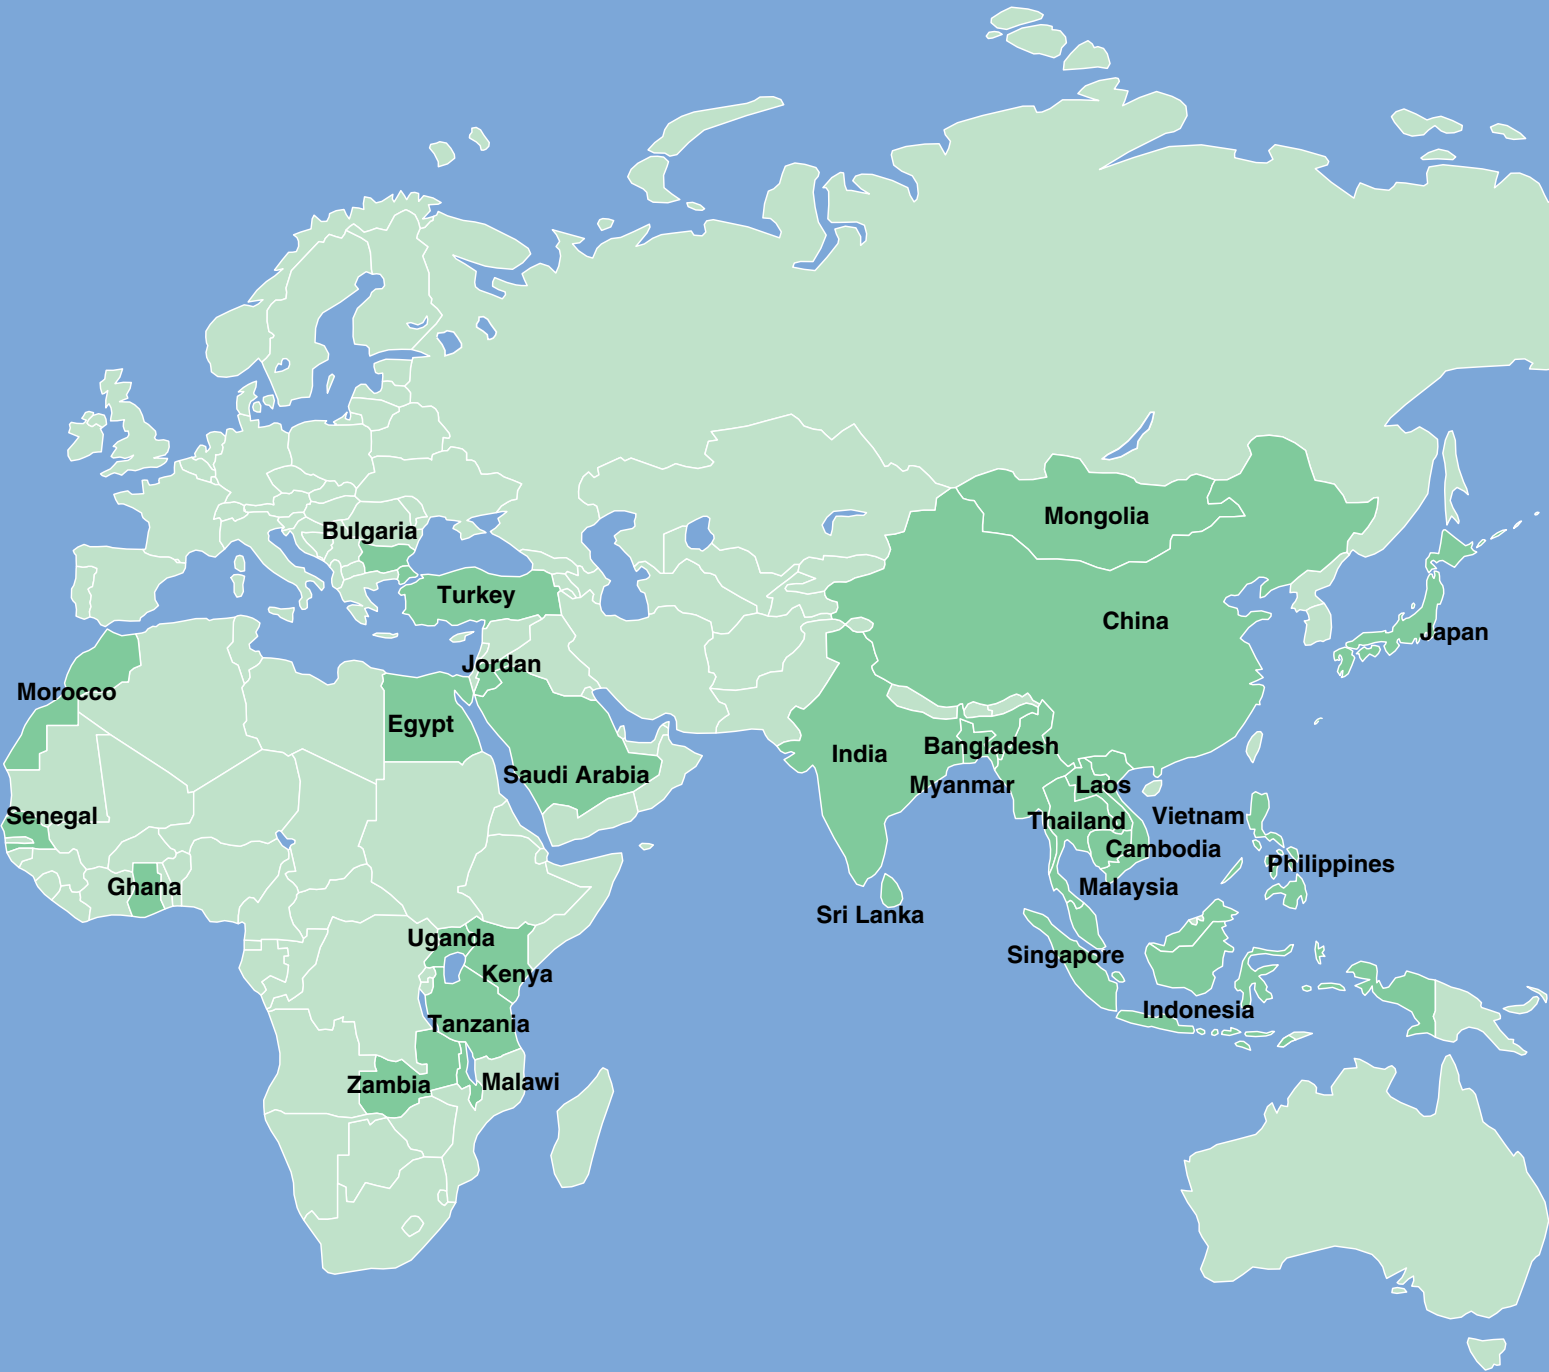 Mongolia
Bulgaria
Turkey
China
Japan
Jordan
Morocco
Egypt
Bangladesh
India
Saudi Arabia
Myanmar
Laos
Senegal
Vietnam
Thailand
Cambodia
Philippines
Ghana
Malaysia
Sri Lanka
Uganda
Singapore
Kenya
Indonesia
Tanzania
Malawi
Zambia